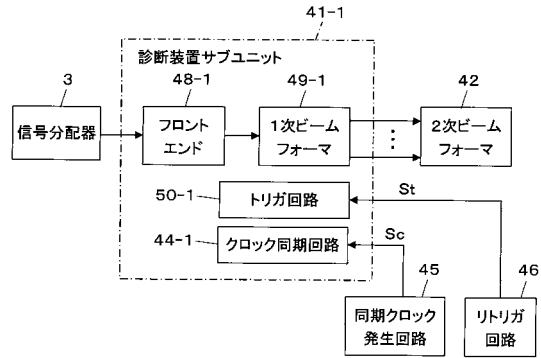 41-1
診断装置サブユニット
3
48-1
49-1
42
信号分配器
フロント
エンド
1次ビーム
フォーマ
2次ビーム
フォーマ
50-1
トリガ回路
St
44-1
クロック同期回路
Sc
45
46
同期クロック
発生回路
リトリガ
回路